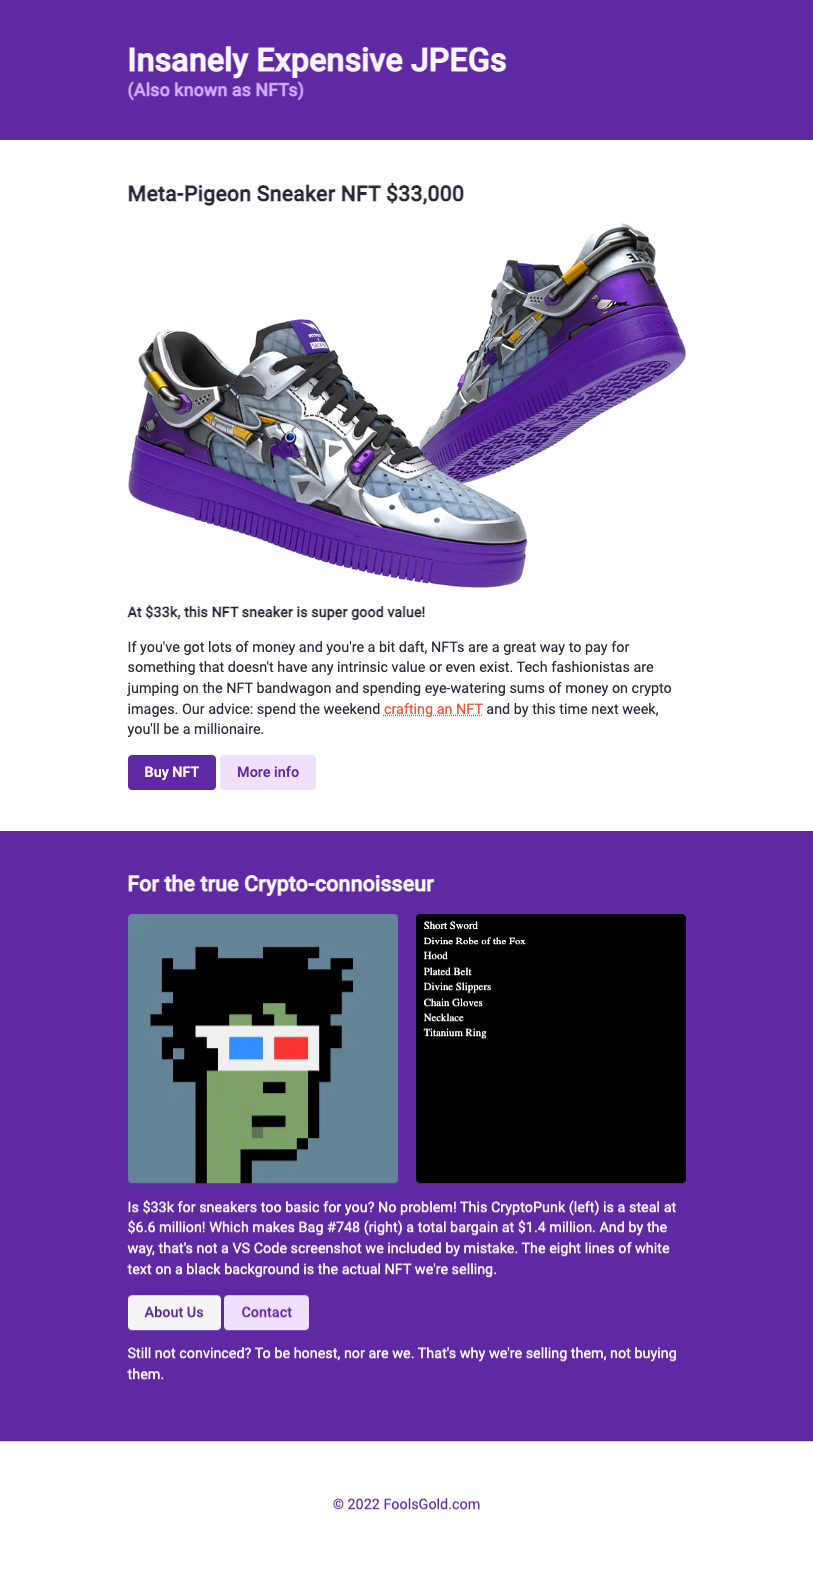 Insanely Expensive JPEGs
(Also known as NFTs)
Meta-Pigeon Sneaker NFT $33,000
At $33k, this NFT sneaker is super good value!
If you've got lots of money and you're a bit daft, NFTs are a great way to pay for
something that doesn't have any intrinsic value or even exist. Tech fashionistas are
jumping on the NFT bandwagon and spending eye-watering sums of money on crypto
images. Our advice: spend the weekend crafting an NFT and by this time next week,
you'll be a millionaire.
Buy NFT More info
For the true Crypto-connoisseur
Short Sword
Divine Robe of the Fox
Hood
Plated Belt
Divine Slippers
Chain Gloves
Necklace
Titanium Ring
Is $33k for sneakers too basic for you? No problem! This CryptoPunk (left) is a steal at
$6.6 million! Which makes Bag #748 (right) a total bargain at $1.4 million. And by the
way, that's not a VS Code screenshot we included by mistake. The eight lines of white
text on a black background is the actual NFT we're selling.
About Us Contact
Still not convinced? To be honest, nor are we. That's why we're selling them, not buying
them.
© 2022 FoolsGold.com